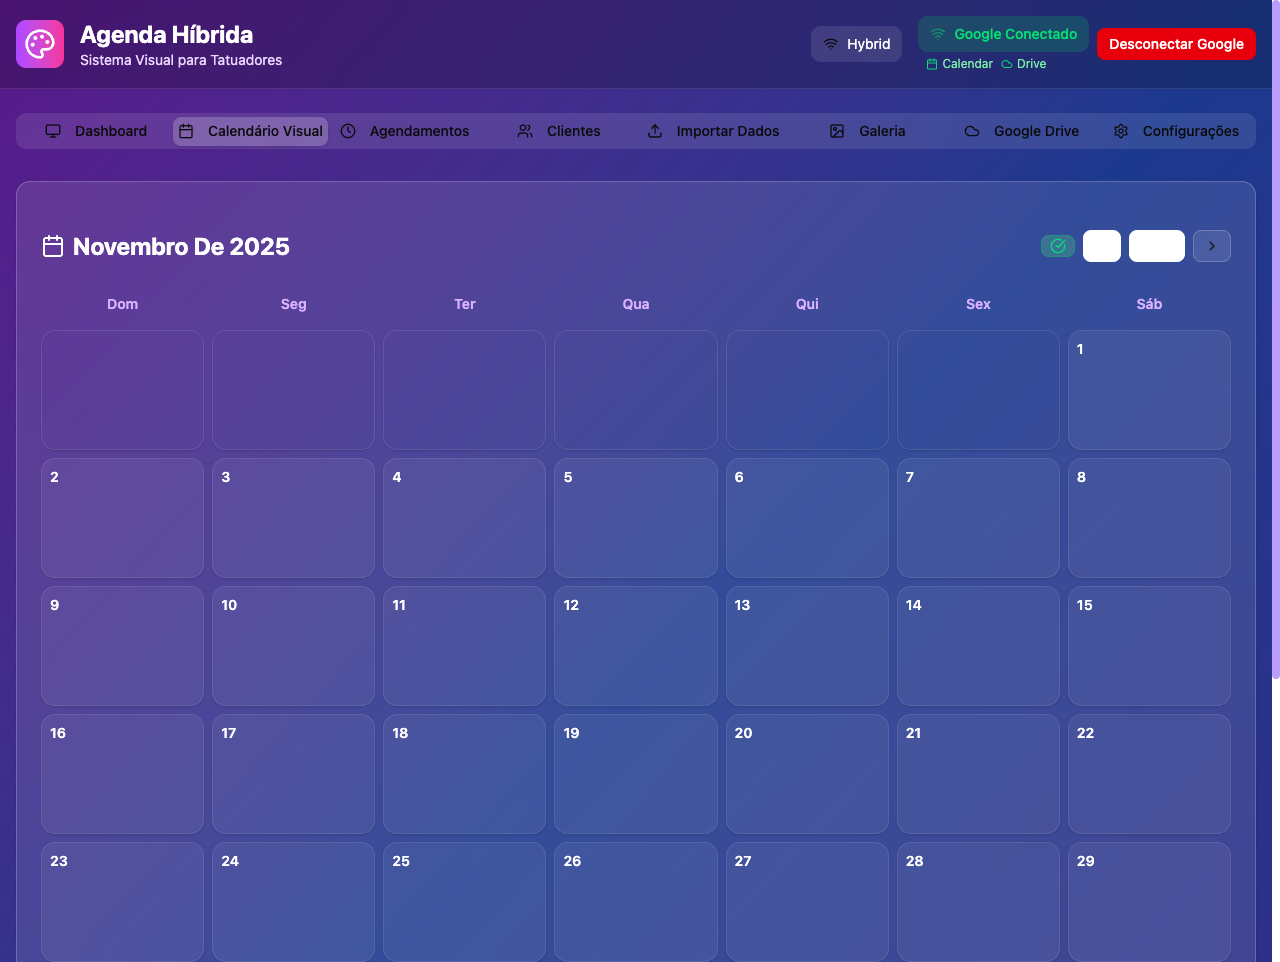 Agenda Híbrida
Sistema Visual para Tatuadores
Hybrid
Google Conectado
Calendar Drive
Desconectar Google
Dashboard Calendário Visual Agendamentos Clientes Importar Dados Galeria Google Drive Configurações
Novembro De 2025
Dom Seg Ter Qua Qui Sex Sáb
1
2 3 4 5 6 7 8
9 10 11 12 13 14 15
16 17 18 19 20 21 22
23 24 25 26 27 28 29